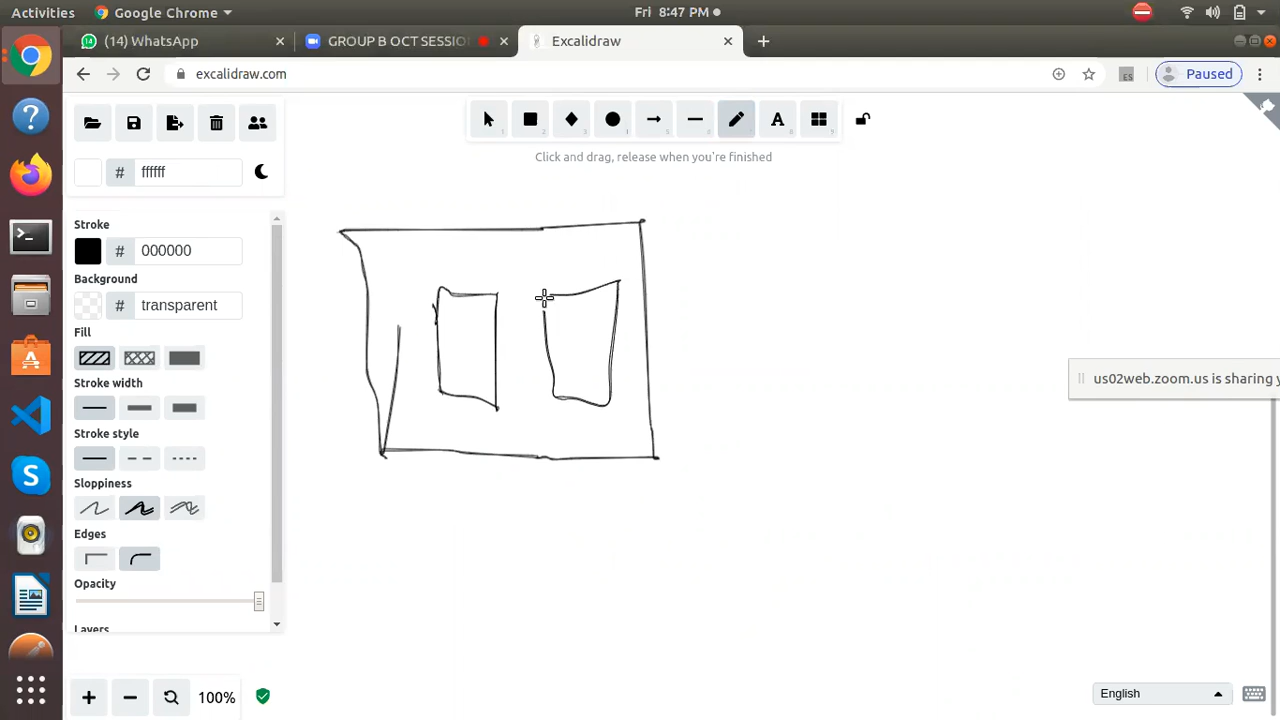 Activities
Google Chrome
Fri 8:47 PM
(14) WhatsApp
GROUP B OCT SESSION
Excalidraw
excalidraw.com
ES
Paused
Click and drag, release when you're finished
# ffffff
Stroke
# 000000
Background
# transparent
Fill
Stroke width
Stroke style
Sloppiness
Edges
Opacity
Layers
us02web.zoom.us is sharing y
100%
English